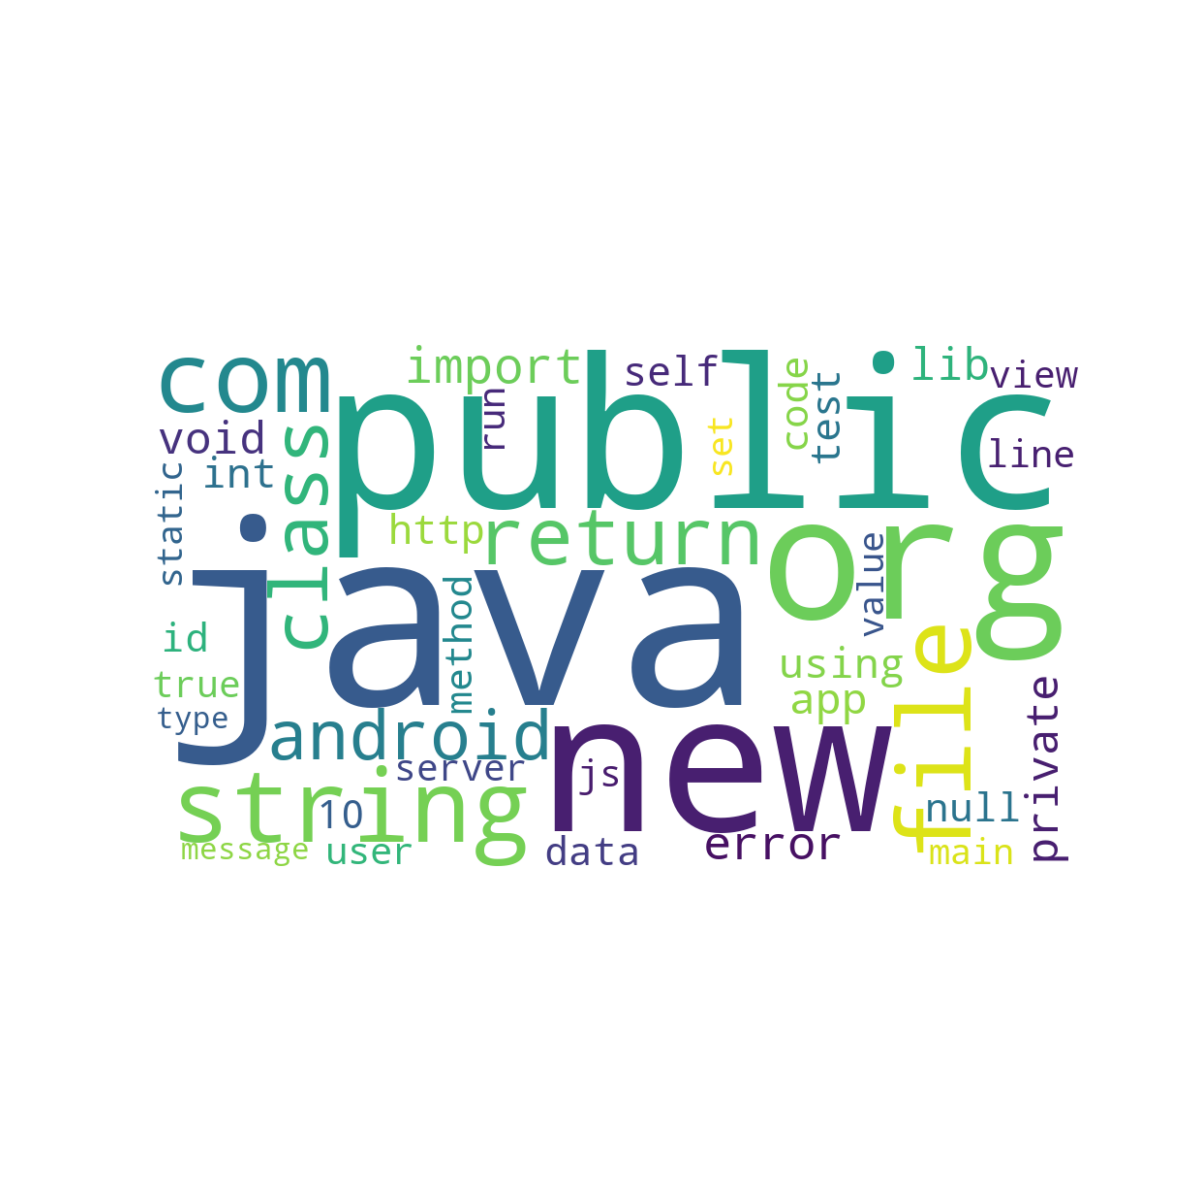 com
import
self
public
lib
view
code
test
run
set
void
int
line
static
class
http
return
org
java
value
method
id
using
true
app
type
file
private
android
new
server
js
string
10
null
message
user
data
error
main